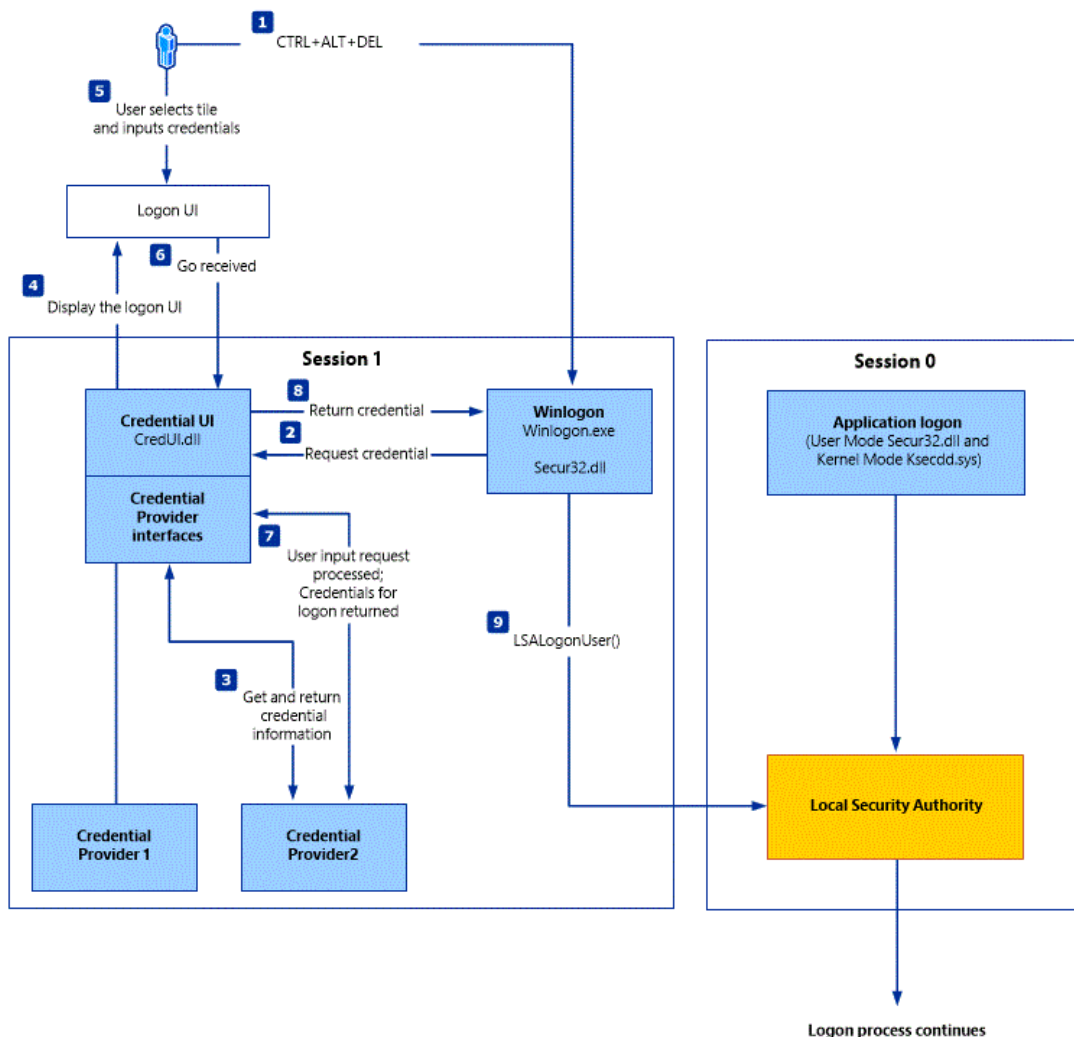 1
CTRL+ALT+DEL
5
User selects tile
and inputs credentials
Logon UI
6
Go received
4
Display the logon UI
Session 1
Session 0
Credential UI
CredUI.dll
8
Return credential
2
Request credential
Winlogon
Winlogon.exe
Secur32.dll
Application logon
(User Mode Secur32.dll and
Kernel Mode Ksecdd.sys)
Credential
Provider
interfaces
7
User input request
processed;
Credentials for
logon returned
9
LSALogonUser()
3
Get and return
credential
information
Credential
Provider 1
Credential
Provider2
Local Security Authority
Logon process continues